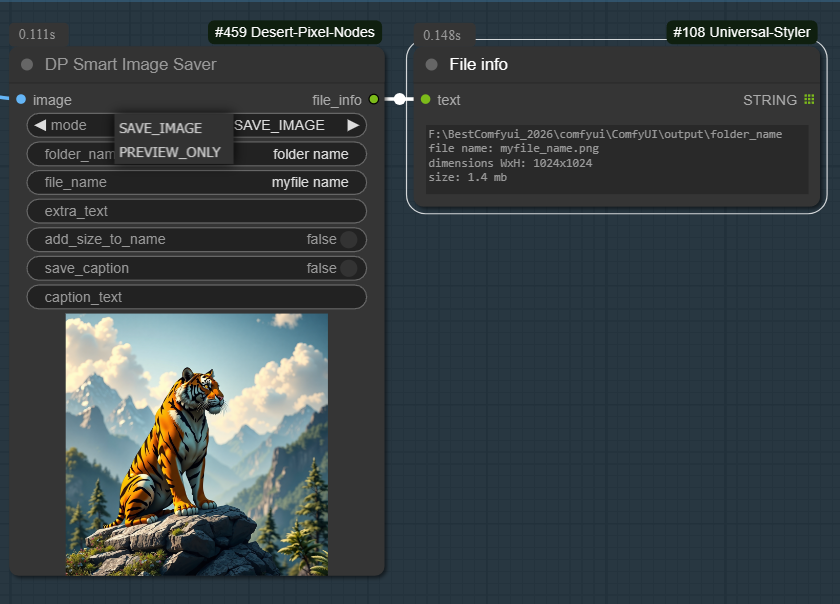 0.111s
#459 Desert-Pixel-Nodes
DP Smart Image Saver
image
file_info
mode
SAVE_IMAGE
SAVE_IMAGE
PREVIEW_ONLY
folder name
file_name
myfile name
extra_text
add_size_to_name
false
save_caption
false
caption_text
0.148s
#108 Universal-Styler
File info
text
STRING
F:\BestComfyui_2026\comfyui\ComfyUI\output\folder_name
file name: myfile_name.png
dimensions WxH: 1024x1024
size: 1.4 mb